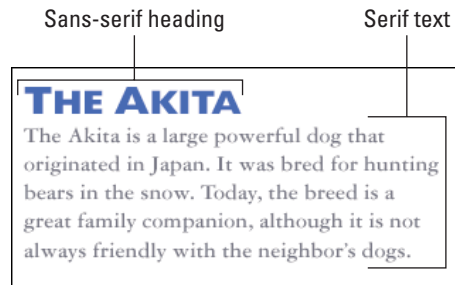 Sans-serif heading
Serif text
THE AKITA
The Akita is a large powerful dog that
originated in Japan. It was bred for hunting
bears in the snow. Today, the breed is a
great family companion, although it is not
always friendly with the neighbor's dogs.